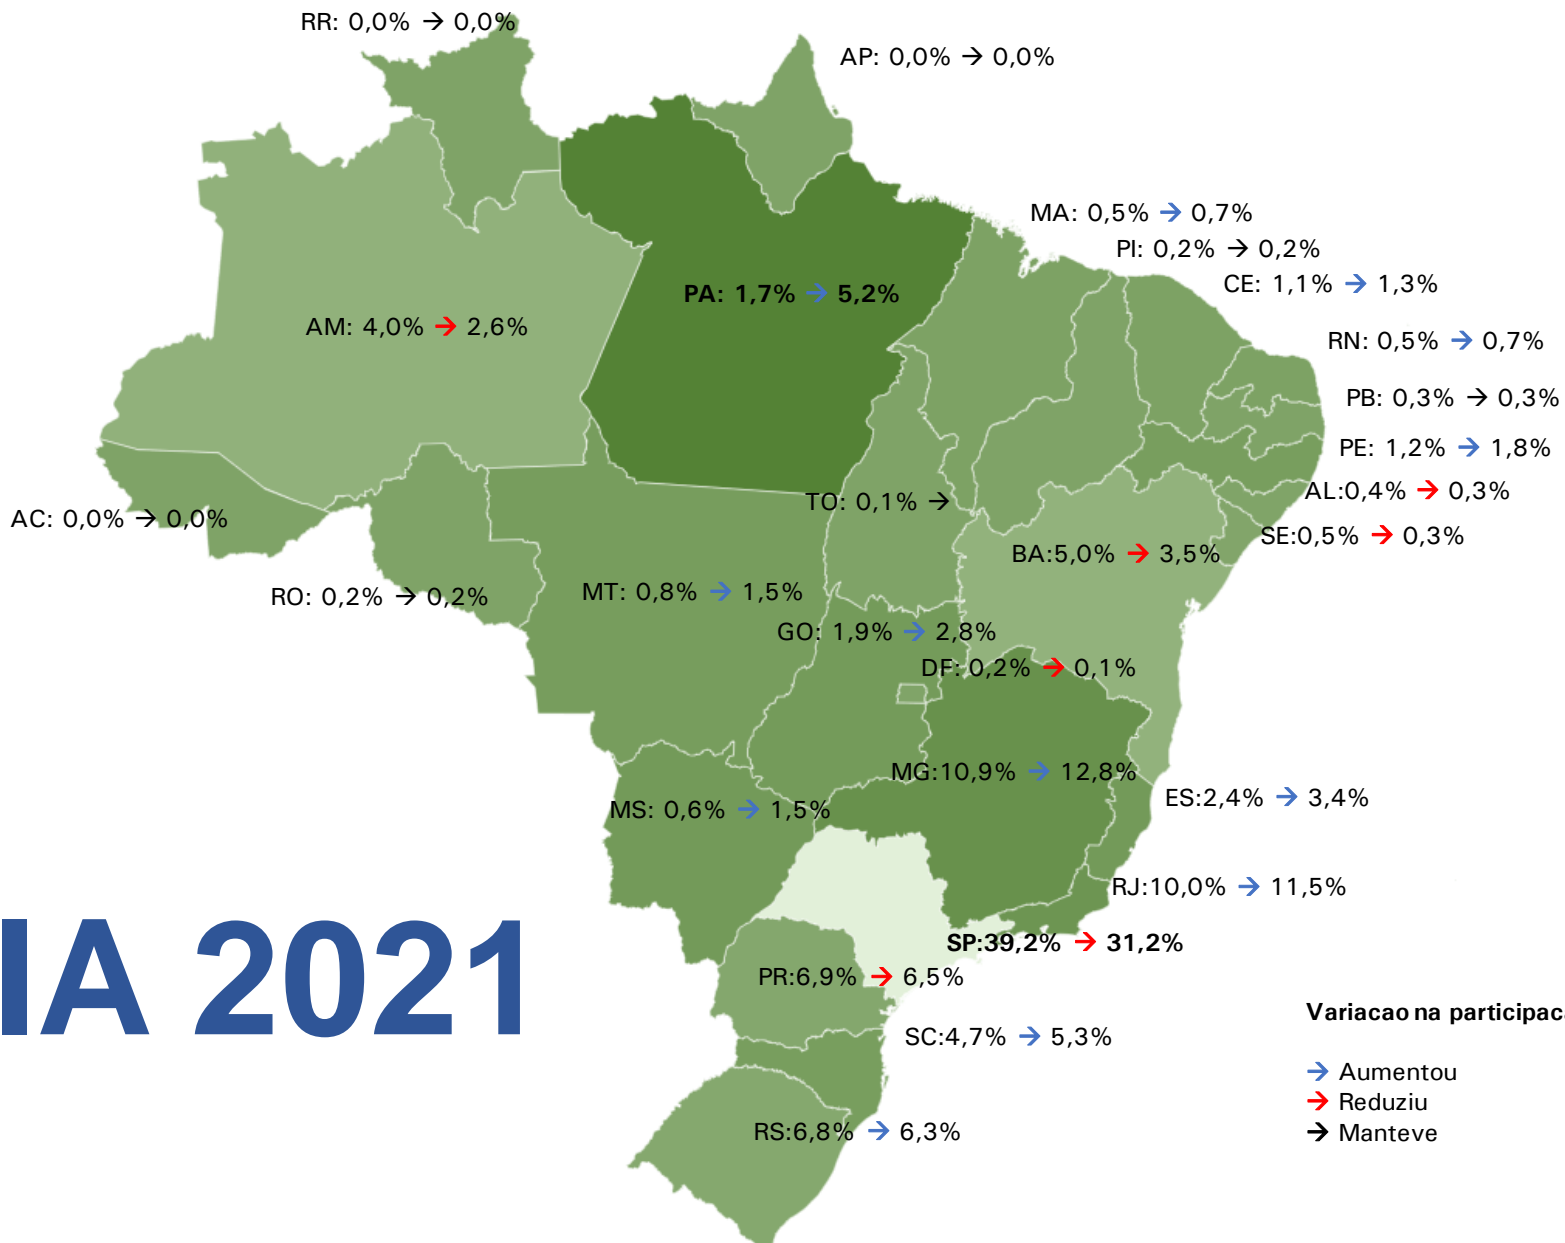 RR: 0,0% → 0,0%
AP: 0,0% → 0,0%
MA: 0,5% → 0,7%
PI: 0,2% → 0,2%
CE: 1,1% → 1,3%
PA: 1,7% → 5,2%
AM: 4,0% → 2,6%
RN: 0,5% → 0,7%
PB: 0,3% → 0,3%
PE: 1,2% → 1,8%
AL:0,4% → 0,3%
TO: 0,1% →
AC: 0,0% → 0,0%
SE:0,5% → 0,3%
BA:5,0% → 3,5%
MT: 0,8% → 1,5%
RO: 0,2% → 0,2%
GO: 1,9% → 2,8%
DF: 0,2% → 0,1%
MG:10,9% → 12,8%
ES:2,4% → 3,4%
MS: 0,6% → 1,5%
RJ:10,0% → 11,5%
SP:39,2% → 31,2%
PR:6,9% → 6,5%
IA 2021
SC:4,7% → 5,3%
RS:6,8% → 6,3%
Variacao na participac
→ Aumentou
→ Reduziu
→ Manteve